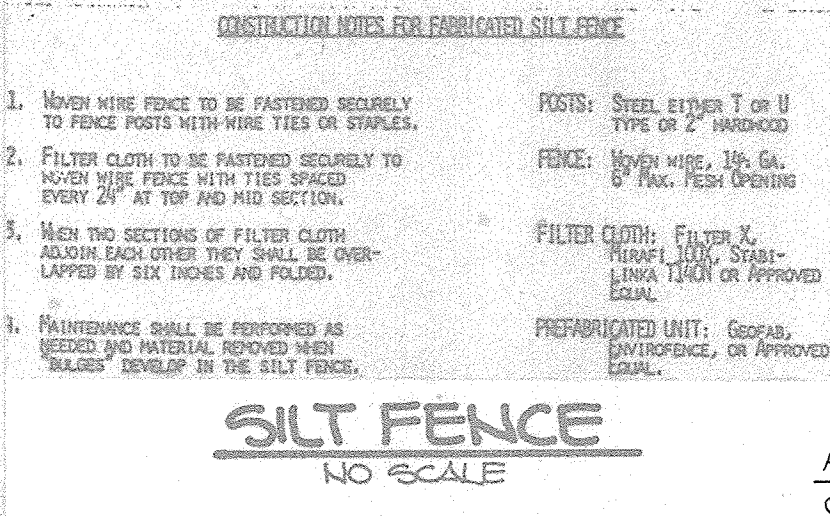 CONSTRUCTION NOTES FOR FABRICATED SILT FENCE
1. WOVEN WIRE FENCE TO BE FASTENED SECURELY
TO FENCE POSTS WITH WIRE TIES OR STAPLES.
2. FILTER CLOTH TO BE FASTENED SECURELY TO
WOVEN WIRE FENCE WITH TIES SPACED
EVERY 24" AT TOP AND MID SECTION.
3. WHEN TWO SECTIONS OF FILTER CLOTH
ADJOIN EACH OTHER THEY SHALL BE OVER-
LAPPED BY SIX INCHES AND FOLDED.
4. MAINTENANCE SHALL BE PERFORMED AS
NEEDED AND MATERIAL REMOVED WHEN
"BULGES" DEVELOP IN THE SILT FENCE.
POSTS: STEEL EITHER T OR U
TYPE OR 2" HARDWOOD
FENCE: WOVEN WIRE, 14½ GA.
6" MAX. MESH OPENING
FILTER CLOTH: FILTER X,
MIRAFI 100X, STABI-
LINKA T140N OR APPROVED
EQUAL
PREFABRICATED UNIT: GEOFAB,
ENVIROFENCE, OR APPROVED
EQUAL.
SILT FENCE
NO SCALE